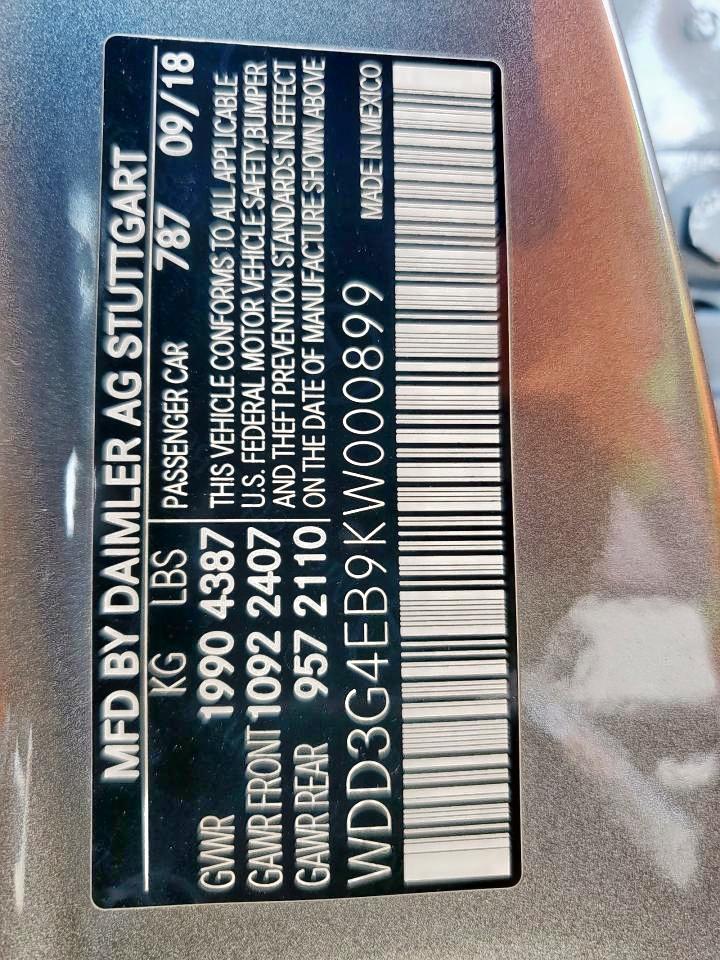 MFD BY DAIMLER AG STUTTGART
KG LBS PASSENGER CAR 787 09/18
GVWR 1990 4387 THIS VEHICLE CONFORMS TO ALL APPLICABLE
GAWR FRONT 1092 2407 U.S. FEDERAL MOTOR VEHICLE SAFETY,BUMPER
GAWR REAR 957 2110 AND THEFT PREVENTION STANDARDS IN EFFECT
ON THE DATE OF MANUFACTURE SHOWN ABOVE
WDD3G4EB9KW000899 MADE IN MEXICO